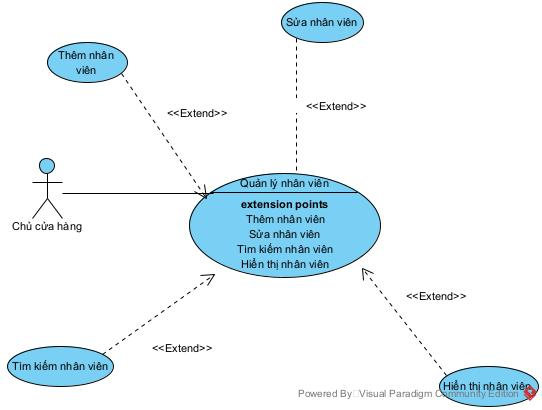 Sửa nhân viên
Thêm nhân
viên
<<Extend>>
<<Extend>>
Quản lý nhân viên
extension points
Thêm nhân viên
Sửa nhân viên
Tìm kiếm nhân viên
Hiển thị nhân viên
Chủ cửa hàng
<<Extend>>
<<Extend>>
Tìm kiếm nhân viên
Hiển thị nhân viên
Powered By Visual Paradigm Community Edition